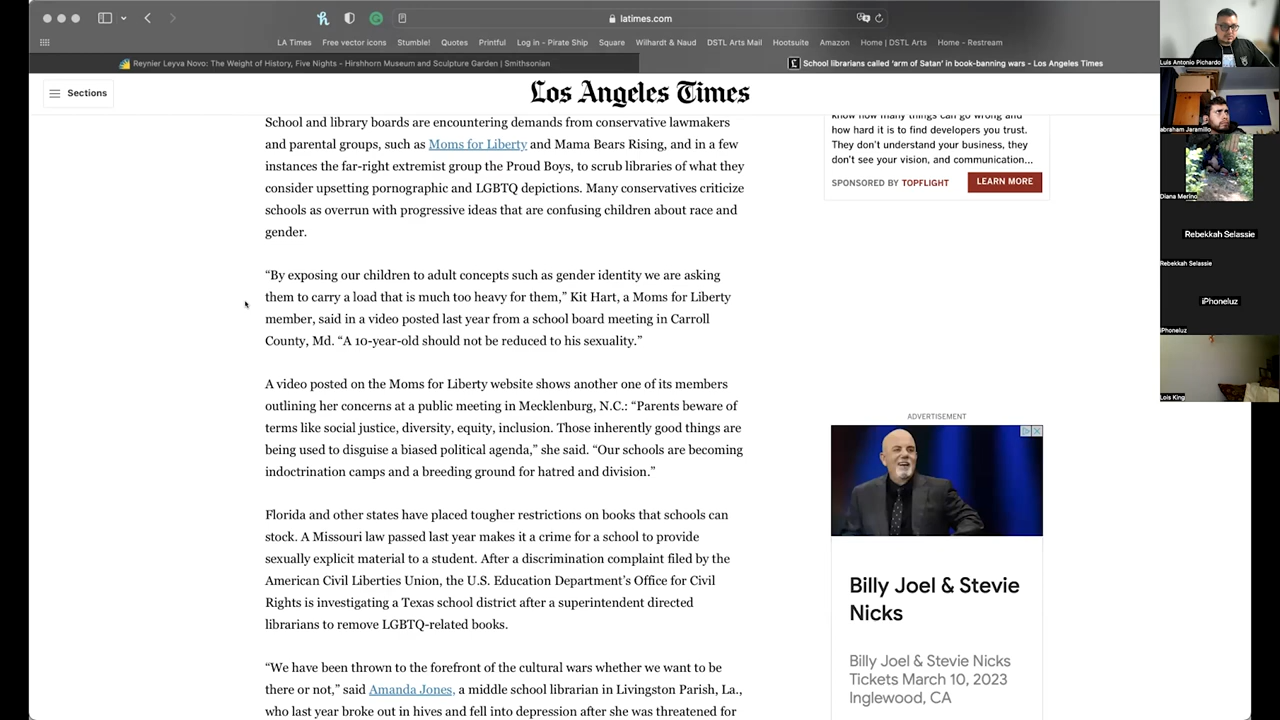 latimes.com
LA Times Free vector icons Stumble! Quotes Printful Log in - Pirate Ship Square Wilhardt & Naud DSTL Arts Mail Hootsuite Amazon Home | DSTL Arts Home - Restream
Reynier Leyva Novo: The Weight of History, Five Nights - Hirshhorn Museum and Sculpture Garden | Smithsonian
School librarians called ‘arm of Satan’ in book-banning wars - Los Angeles Times
Sections
Los Angeles Times
School and library boards are encountering demands from conservative lawmakers
and parental groups, such as Moms for Liberty and Mama Bears Rising, and in a few
instances the far-right extremist group the Proud Boys, to scrub libraries of what they
consider upsetting pornographic and LGBTQ depictions. Many conservatives criticize
schools as overrun with progressive ideas that are confusing children about race and
gender.
“By exposing our children to adult concepts such as gender identity we are asking
them to carry a load that is much too heavy for them,” Kit Hart, a Moms for Liberty
member, said in a video posted last year from a school board meeting in Carroll
County, Md. “A 10-year-old should not be reduced to his sexuality.”
A video posted on the Moms for Liberty website shows another one of its members
outlining her concerns at a public meeting in Mecklenburg, N.C.: “Parents beware of
terms like social justice, diversity, equity, inclusion. Those inherently good things are
being used to disguise a biased political agenda,” she said. “Our schools are becoming
indoctrination camps and a breeding ground for hatred and division.”
Florida and other states have placed tougher restrictions on books that schools can
stock. A Missouri law passed last year makes it a crime for a school to provide
sexually explicit material to a student. After a discrimination complaint filed by the
American Civil Liberties Union, the U.S. Education Department’s Office for Civil
Rights is investigating a Texas school district after a superintendent directed
librarians to remove LGBTQ-related books.
“We have been thrown to the forefront of the cultural wars whether we want to be
there or not,” said Amanda Jones, a middle school librarian in Livingston Parish, La.,
who last year broke out in hives and fell into depression after she was threatened for
know how many things can go wrong and
how hard it is to find developers you trust.
They don't understand your business, they
don't see your vision, and communication...
SPONSORED BY TOPFLIGHT
LEARN MORE
ADVERTISEMENT
Billy Joel & Stevie
Nicks
Billy Joel & Stevie Nicks
Tickets March 10, 2023
Inglewood, CA
Luis Antonio Pichardo
abraham Jaramillo
Diana Merino
Rebekkah Selassie
Rebekkah Selassie
iPhoneluz
iPhoneluz
Lois King